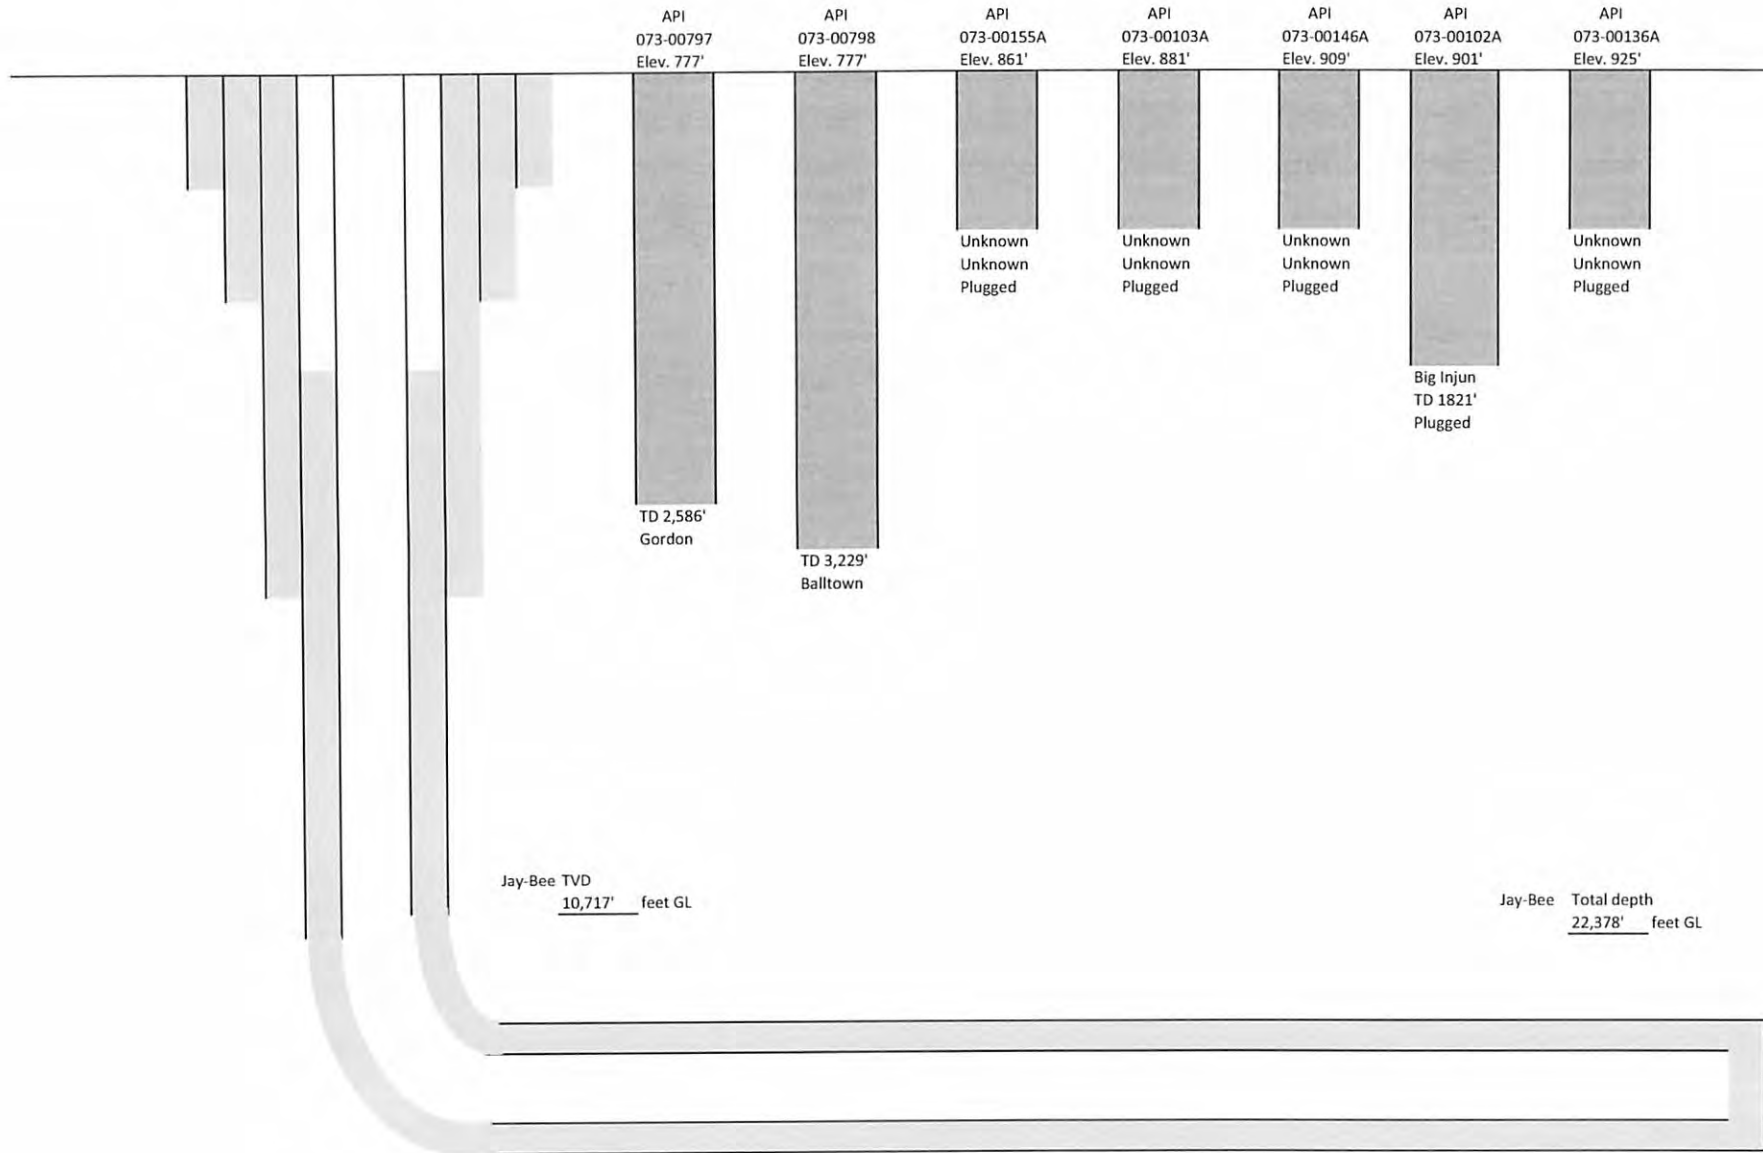 API
073-00797
Elev. 777'
API
073-00798
Elev. 777'
API
073-00155A
Elev. 861'
API
073-00103A
Elev. 881'
API
073-00146A
Elev. 909'
API
073-00102A
Elev. 901'
API
073-00136A
Elev. 925'
TD 2,586'
Gordon
TD 3,229'
Balltown
Unknown
Unknown
Plugged
Unknown
Unknown
Plugged
Unknown
Unknown
Plugged
Big Injun
TD 1821'
Plugged
Unknown
Unknown
Plugged
Jay-Bee TVD
10,717' feet GL
Jay-Bee Total depth
22,378' feet GL